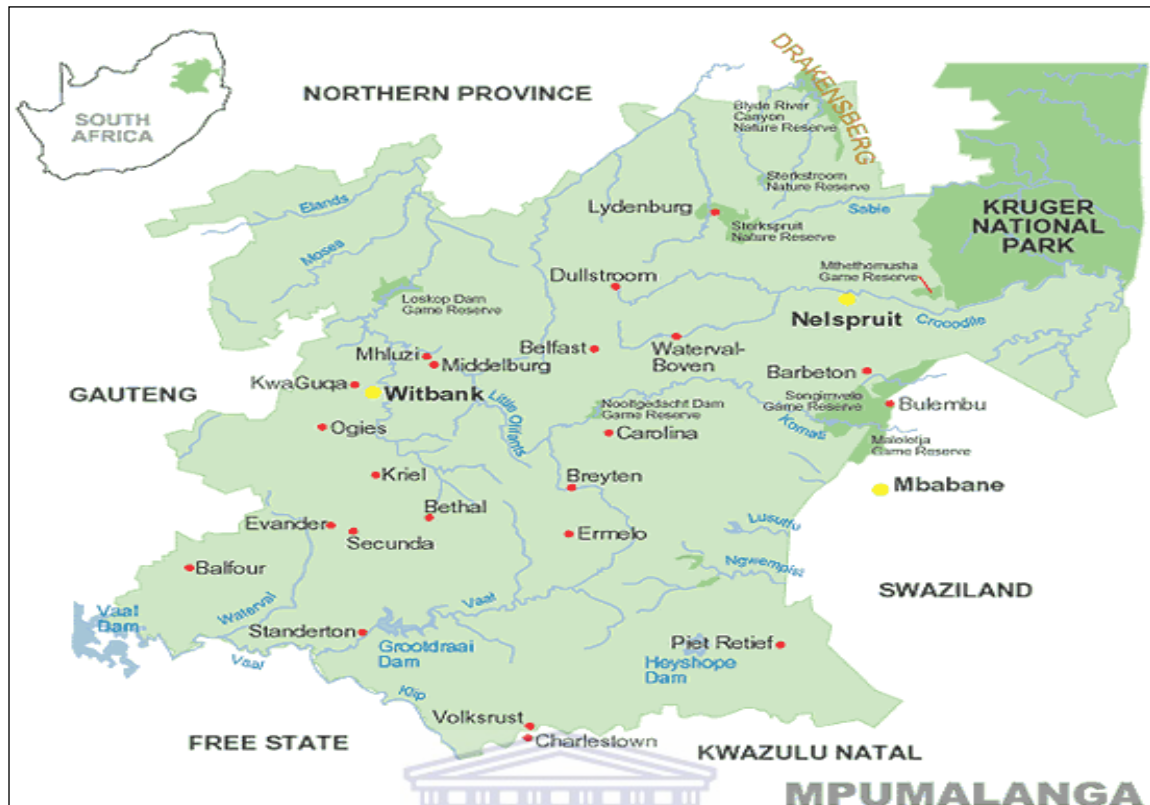 SOUTH
AFRICA
NORTHERN PROVINCE
DRAKENSBERG
Blyde River
Canyon
Nature Reserve
Sterkstroom
Nature Reserve
Elands
Lydenburg
Sabie
KRUGER
NATIONAL
PARK
Sterkspruit
Nature Reserve
Mosea
Mthethomusha
Game Reserve
Dullstroom
Loskop Dam
Game Reserve
Nelspruit
Crocodile
Mhluzi
Middelburg
Belfast
Waterval-
Boven
Barbeton
GAUTENG
KwaGuqa
Witbank
Little Olifants
Nooitgedacht Dam
Game Reserve
Songimvelo
Game Reserve
Bulembu
Komati
Ogies
Carolina
Malolotja
Game Reserve
Kriel
Breyten
Mbababane
Bethal
Evander
Secunda
Ermelo
Lusutfu
Ngwempist
Balfour
SWAZILAND
Vaal
Dam
Waterval
Vaal
Standerton
Grootdraai
Dam
Piet Retief
Heyshope
Dam
Vaal
Klip
Volksrust
Charlestown
FREE STATE
KWAZULU NATAL
MPUMALANGA